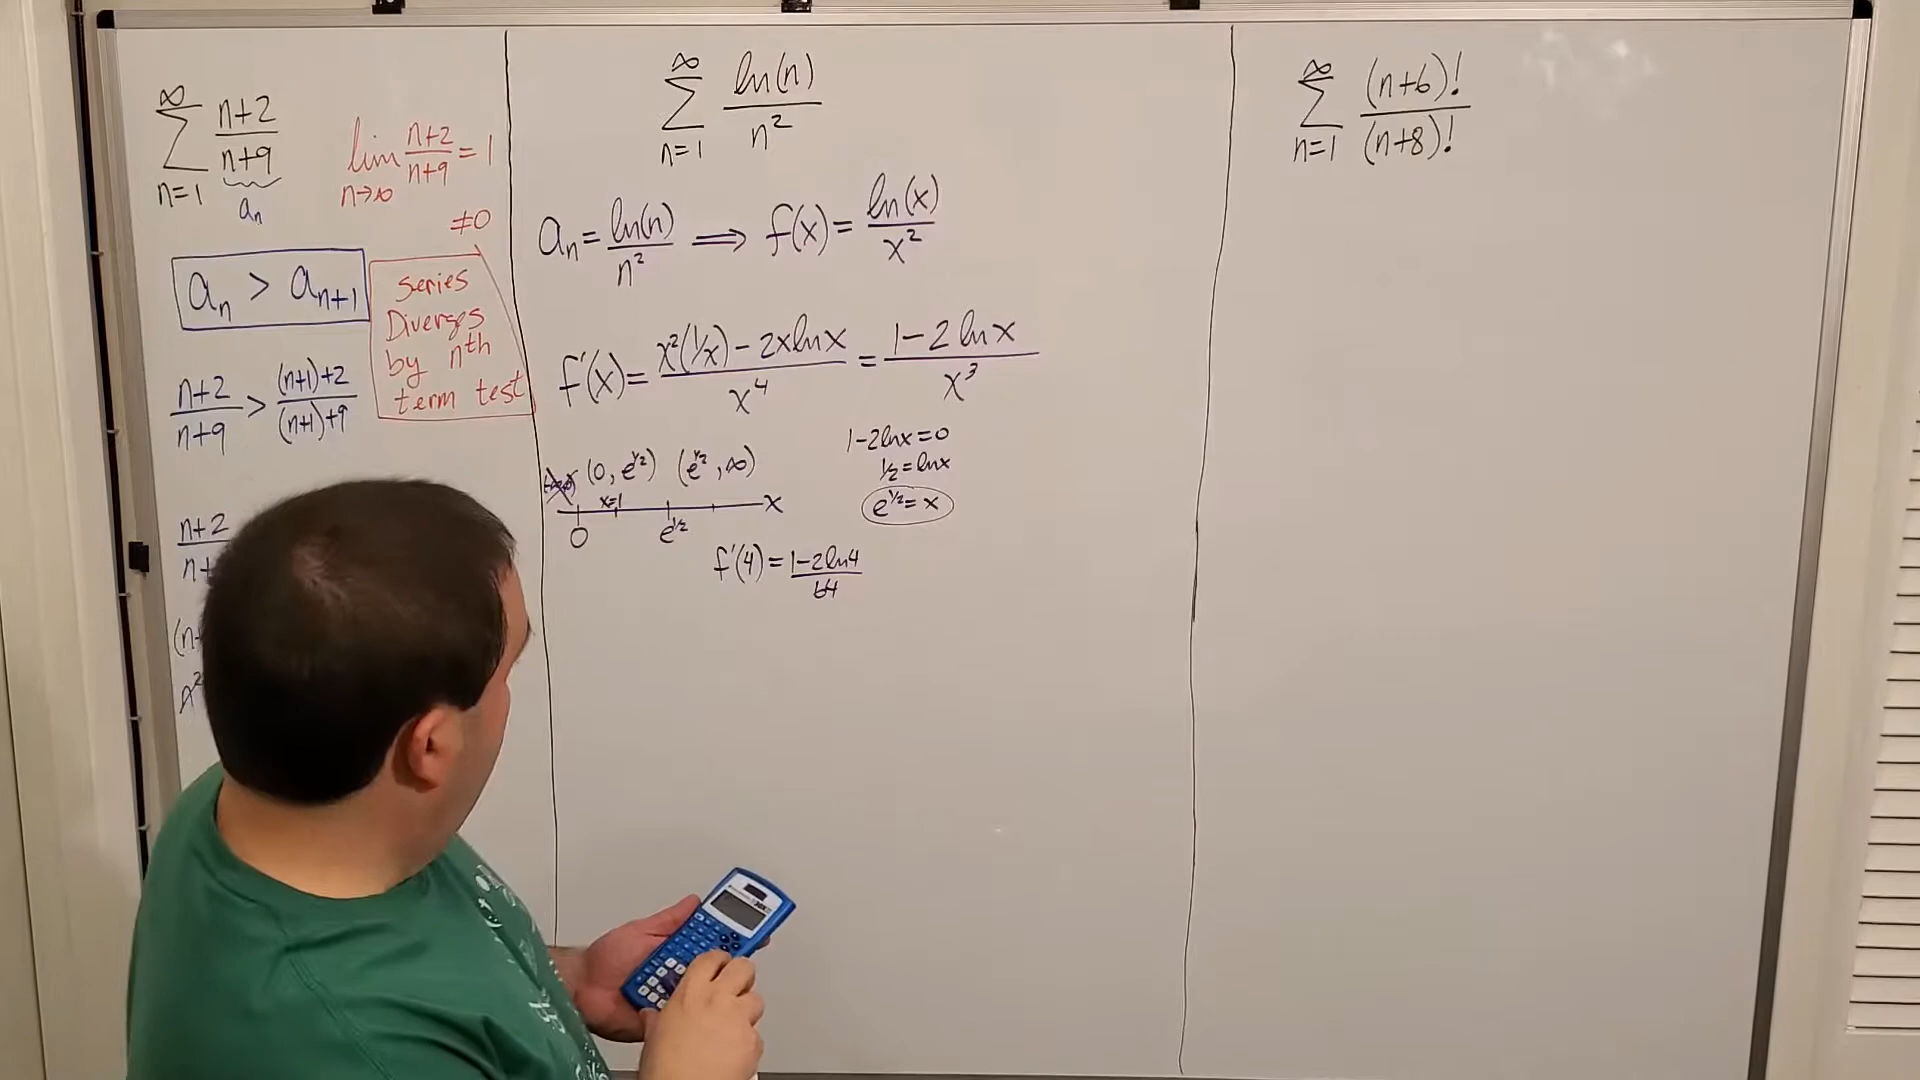 ∞
∑ n+2/n+9
n=1
aₙ
lim n+2/n+9 = 1
n→∞
≠0
aₙ > aₙ₊₁
Series
Diverges
by nᵗʰ
term test
n+2/n+9 > (n+1)+2/(n+1)+9
n+2
∞
∑ ln(n)/n²
n=1
aₙ = ln(n)/n² ⟹ f(x) = ln(x)/x²
f'(x) = x²(1/x) − 2x ln x/x⁴ = 1 − 2 ln x/x³
1−2lnx=0
½=lnx
e^½ = x
(0, e^½) (e^½, ∞)
x=1
x
0 e^½
f'(4) = 1−2ln4/64
∞
∑ (n+6)!/(n+8)!
n=1